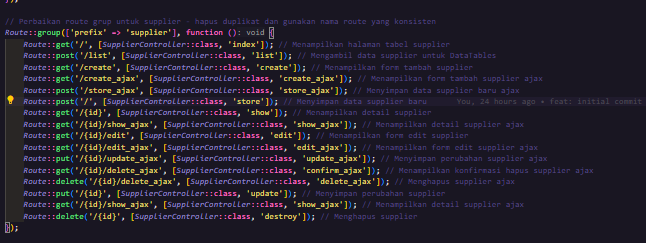 });
// Perbaikan route grup untuk supplier - hapus duplikat dan gunakan nama route yang konsisten
Route::group(['prefix' => 'supplier'], function (): void {
Route::get('/', [SupplierController::class, 'index']); // Menampilkan halaman tabel supplier
Route::post('/list', [SupplierController::class, 'list']); // Mengambil data supplier untuk DataTables
Route::get('/create', [SupplierController::class, 'create']); // Menampilkan form tambah supplier
Route::get('/create_ajax', [SupplierController::class, 'create_ajax']); // Menampilkan form tambah supplier ajax
Route::post('/store_ajax', [SupplierController::class, 'store_ajax']); // Menyimpan data supplier baru ajax
Route::post('/', [SupplierController::class, 'store']); // Menyimpan data supplier baru You, 24 hours ago • feat: initial commit
Route::get('/{id}', [SupplierController::class, 'show']); // Menampilkan detail supplier
Route::get('/{id}/show_ajax', [SupplierController::class, 'show_ajax']); // Menampilkan detail supplier ajax
Route::get('/{id}/edit', [SupplierController::class, 'edit']); // Menampilkan form edit supplier
Route::get('/{id}/edit_ajax', [SupplierController::class, 'edit_ajax']); // Menampilkan form edit supplier ajax
Route::put('/{id}/update_ajax', [SupplierController::class, 'update_ajax']); // Menyimpan perubahan supplier ajax
Route::get('/{id}/delete_ajax', [SupplierController::class, 'confirm_ajax']); // Menampilkan konfirmasi hapus supplier ajax
Route::delete('/{id}/delete_ajax', [SupplierController::class, 'delete_ajax']); // Menghapus supplier ajax
Route::put('/{id}', [SupplierController::class, 'update']); // Menyimpan perubahan supplier
Route::get('/{id}/show_ajax', [SupplierController::class, 'show_ajax']); // Menampilkan detail supplier ajax
Route::delete('/{id}', [SupplierController::class, 'destroy']); // Menghapus supplier
});